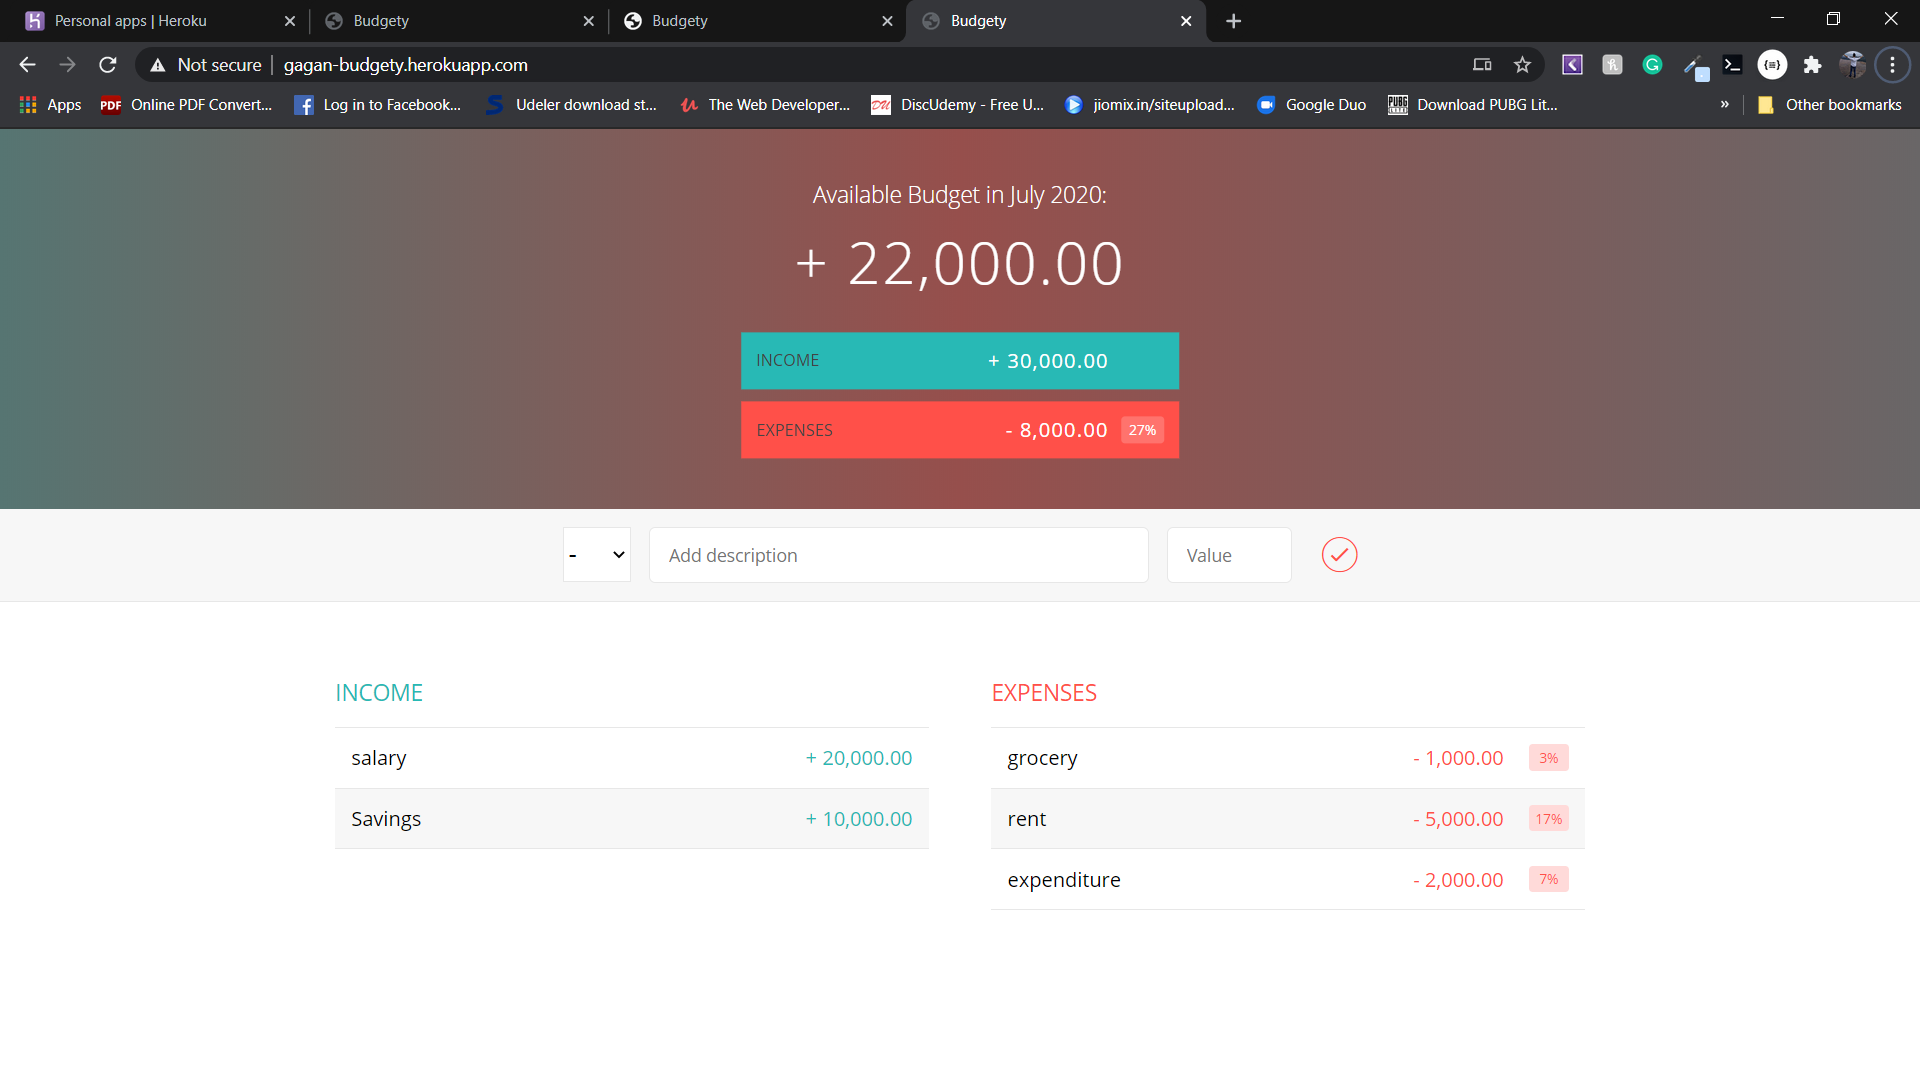 Personal apps | Heroku
Budgety
Budgety
Budgety
Not secure | gagan-budgety.herokuapp.com
Apps
PDF Online PDF Convert...
Log in to Facebook...
Udeler download st...
The Web Developer...
DU DiscUdemy - Free U...
jiomix.in/siteupload...
Google Duo
Download PUBG Lit...
»
Other bookmarks
Available Budget in July 2020:
+ 22,000.00
INCOME + 30,000.00
EXPENSES - 8,000.00 27%
- Add description Value
INCOME
salary + 20,000.00
Savings + 10,000.00
EXPENSES
grocery - 1,000.00 3%
rent - 5,000.00 17%
expenditure - 2,000.00 7%